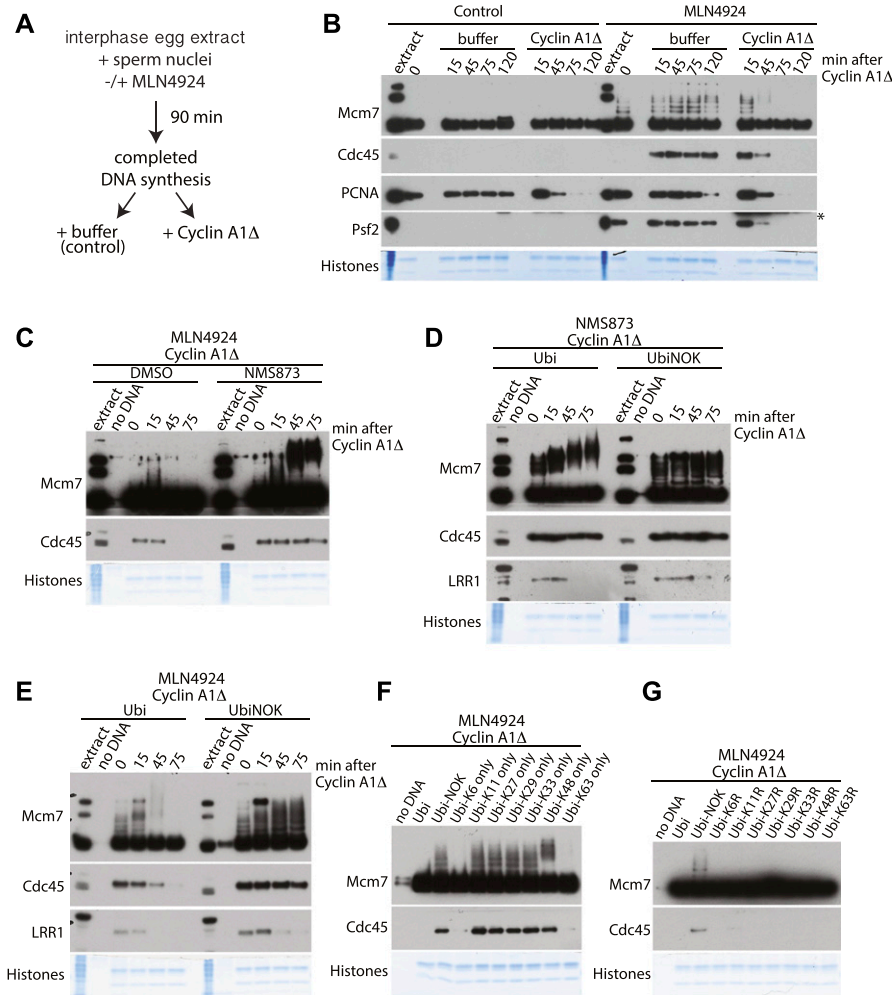 A
interphase egg extract
+ sperm nuclei
-/+ MLN4924
90 min
completed
DNA synthesis
+ buffer
(control)
+ Cyclin A1Δ
B
Control
MLN4924
buffer
Cyclin A1Δ
buffer
Cyclin A1Δ
extract
0
15
45
75
120
15
45
75
120
extract
0
15
45
75
120
15
45
75
120
min after
Cyclin A1Δ
Mcm7
Cdc45
PCNA
Psf2
*
Histones
C
MLN4924
Cyclin A1Δ
DMSO
NMS873
extract
no DNA
0
15
45
75
extract
no DNA
0
15
45
75
min after
Cyclin A1Δ
Mcm7
Cdc45
Histones
D
NMS873
Cyclin A1Δ
Ubi
UbiNOK
extract
no DNA
0
15
45
75
extract
no DNA
0
15
45
75
min after
Cyclin A1Δ
Mcm7
Cdc45
LRR1
Histones
E
MLN4924
Cyclin A1Δ
Ubi
UbiNOK
extract
no DNA
0
15
45
75
extract
no DNA
0
15
45
75
min after
Cyclin A1Δ
Mcm7
Cdc45
LRR1
Histones
F
MLN4924
Cyclin A1Δ
no DNA
Ubi
Ubi-NOK
Ubi-K6 only
Ubi-K11 only
Ubi-K27 only
Ubi-K29 only
Ubi-K33 only
Ubi-K48 only
Ubi-K63 only
Mcm7
Cdc45
Histones
G
MLN4924
Cyclin A1Δ
no DNA
Ubi
Ubi-NOK
Ubi-K6R
Ubi-K11R
Ubi-K27R
Ubi-K29R
Ubi-K33R
Ubi-K48R
Ubi-K63R
Mcm7
Cdc45
Histones